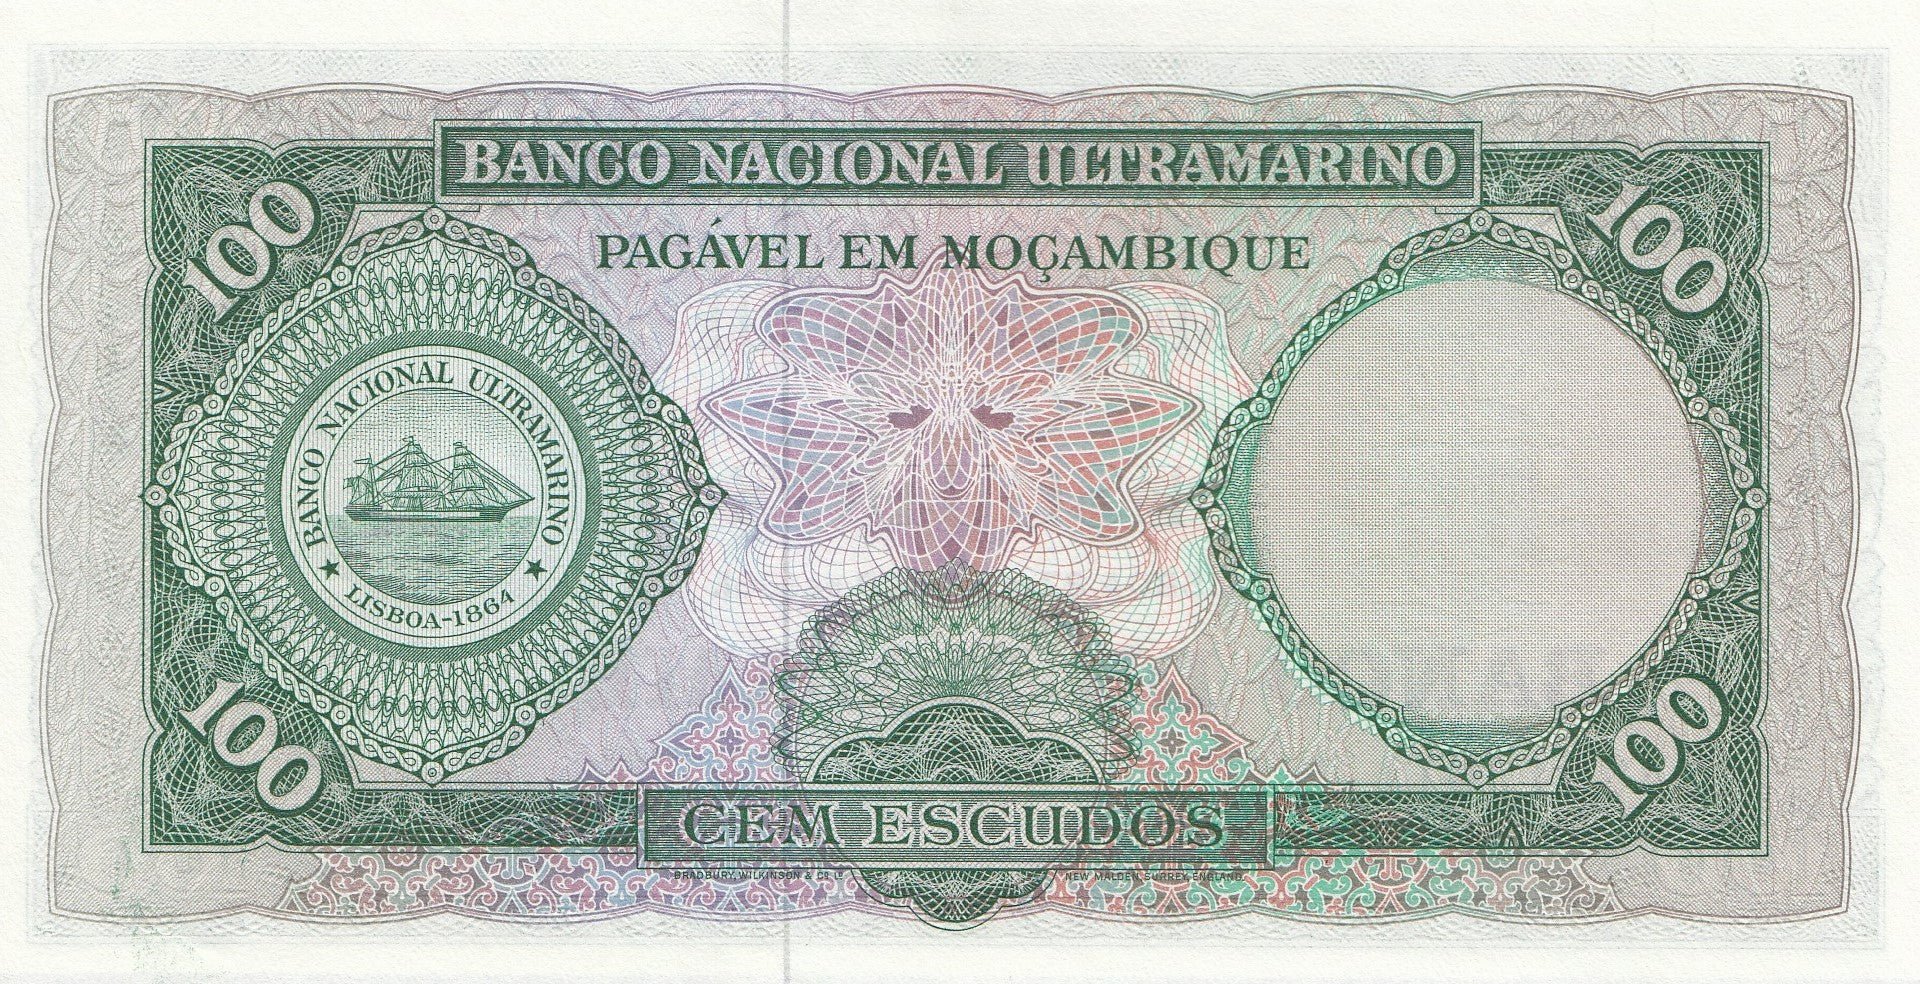 BANCO NACIONAL ULTRAMARINO
100
100
PAGÁVEL EM MOÇAMBIQUE
BANCO NACIONAL ULTRAMARINO
★ LISBOA-1864 ★
100
100
CEM ESCUDOS
BRADBURY, WILKINSON & Cº Lº NEW MALDEN, SURREY, ENGLAND.